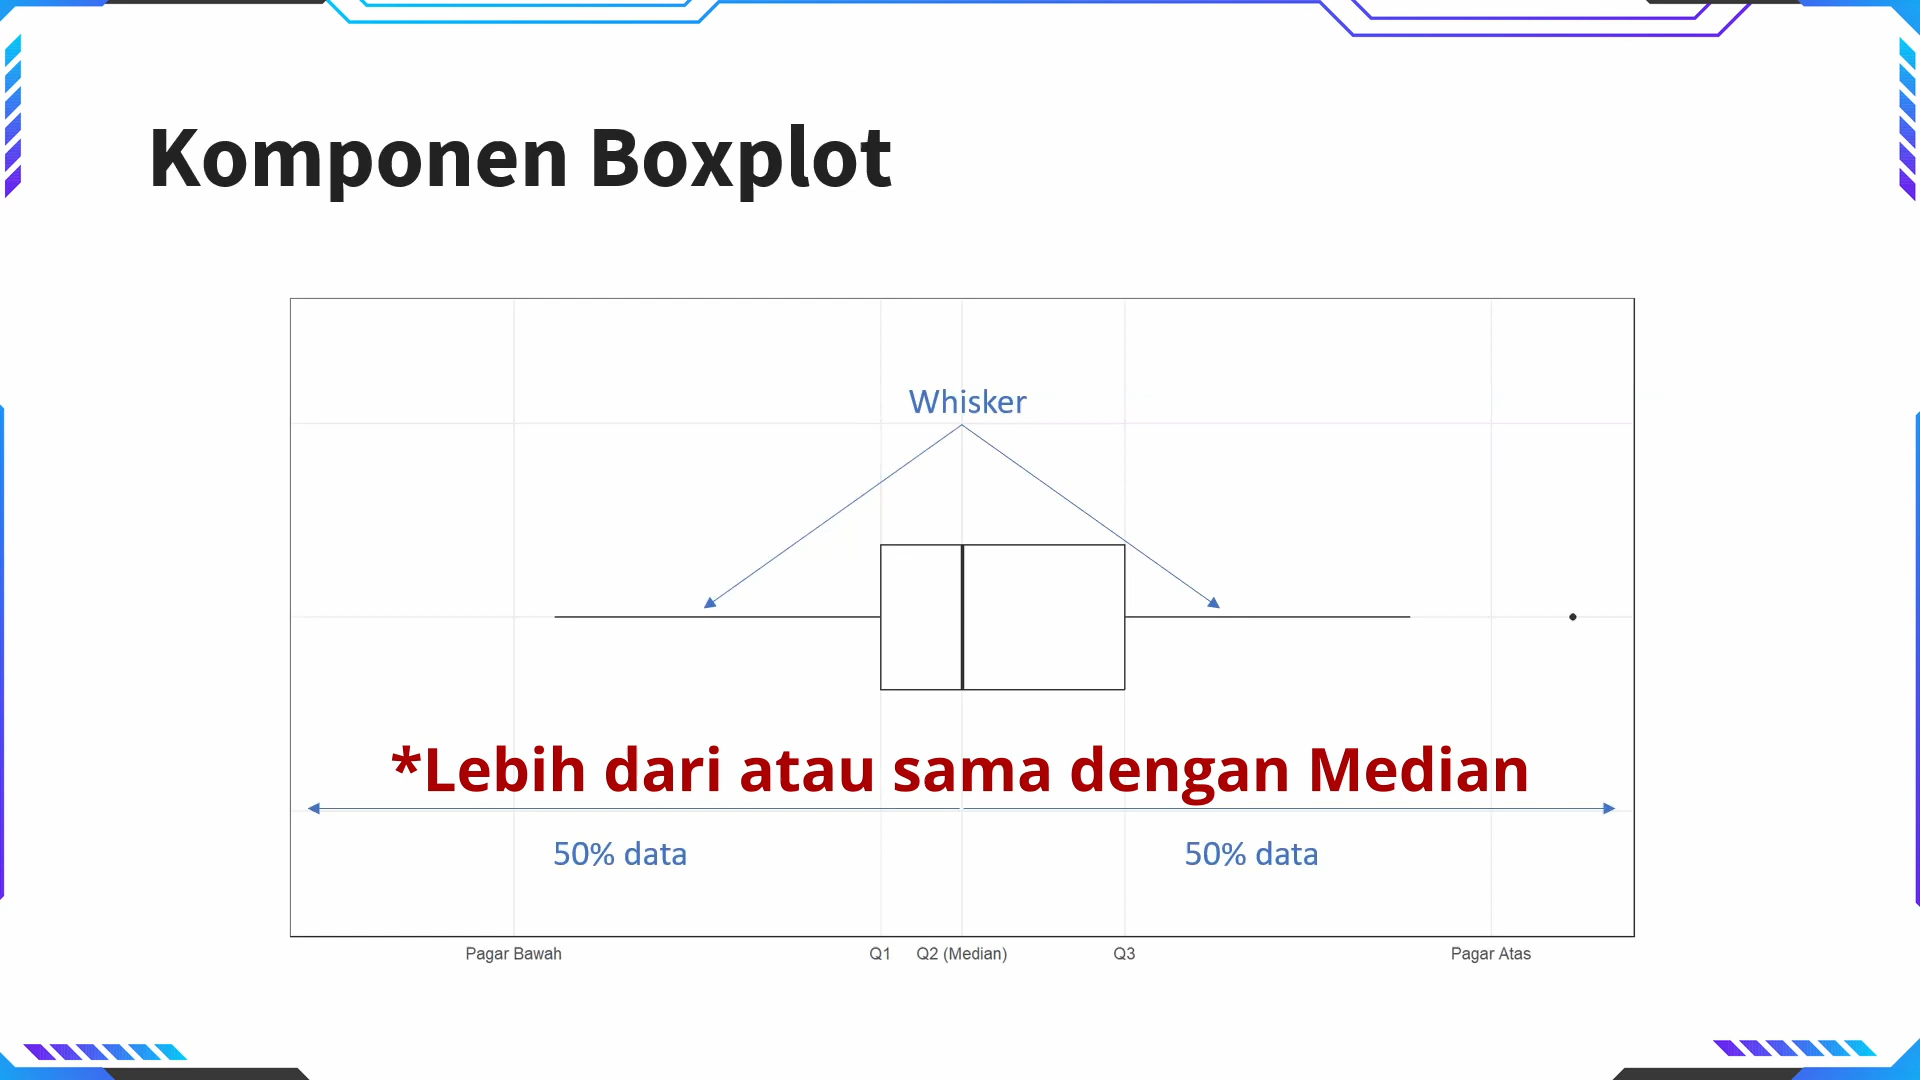 Komponen Boxplot
Whisker
*Lebih dari atau sama dengan Median
50% data 50% data
Pagar Bawah Q1 Q2 (Median) Q3 Pagar Atas